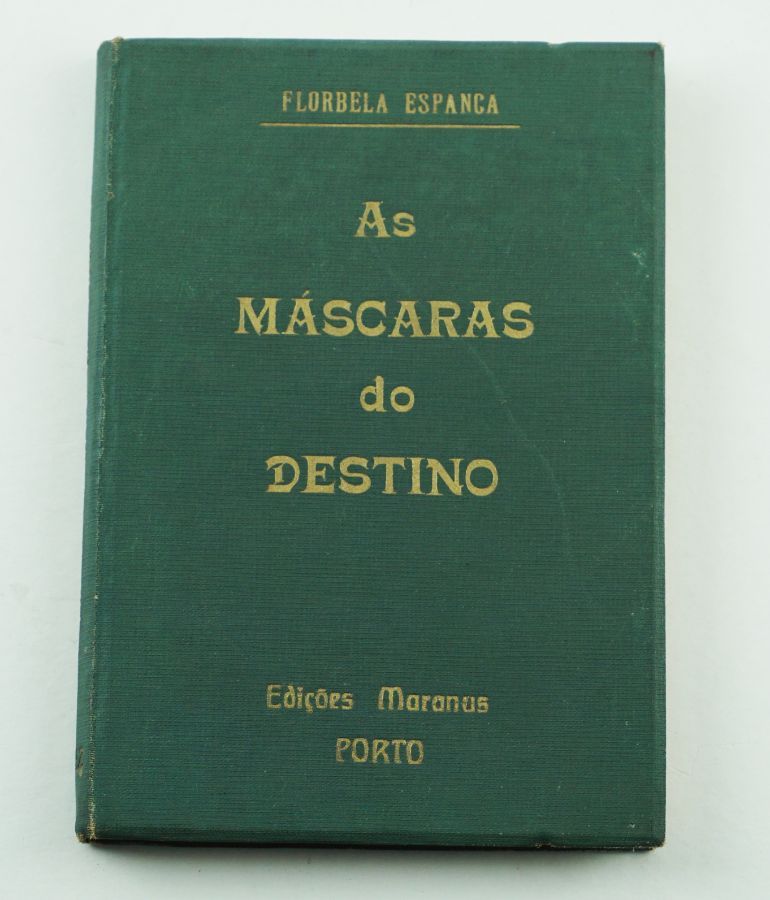 FLORBELA ESPANCA
As
MÁSCARAS
do
DESTINO
Edições Maranus
PORTO